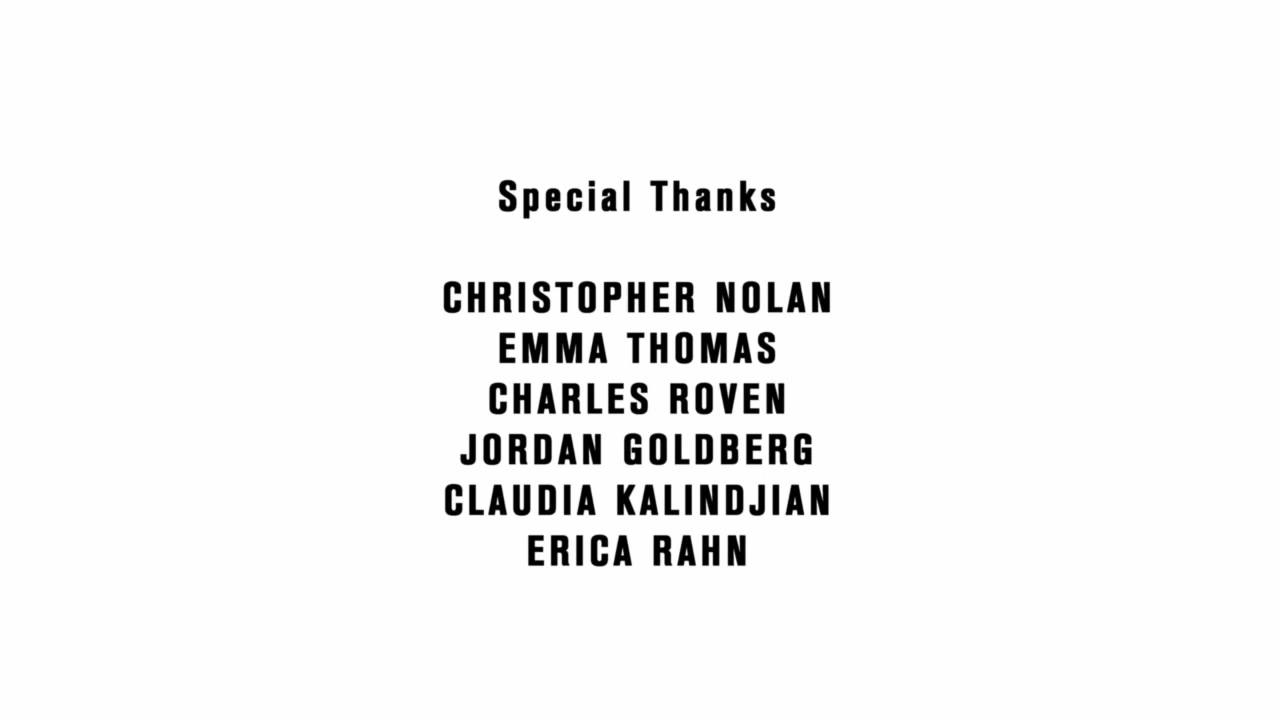 Special Thanks
CHRISTOPHER NOLAN
EMMA THOMAS
CHARLES ROVEN
JORDAN GOLDBERG
CLAUDIA KALINDJIAN
ERICA RAHN